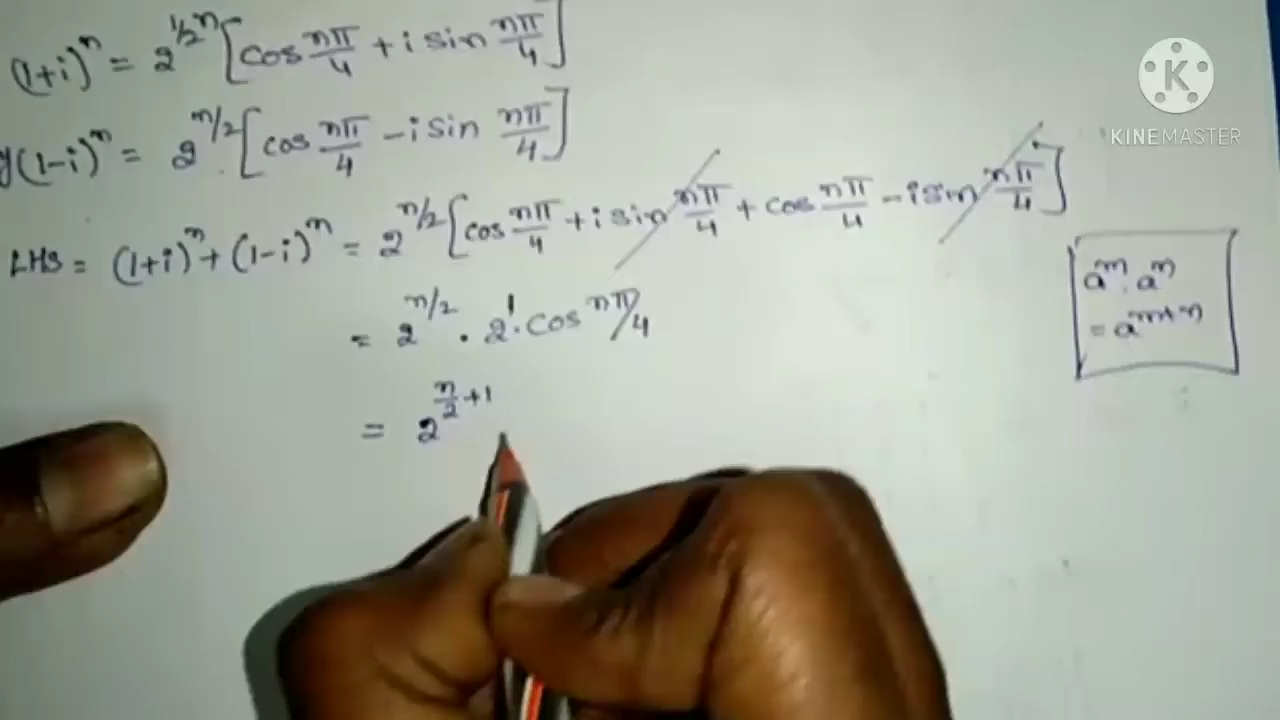 (1+i)^n = 2^{1/2 n} [cos nπ/4 + i sin nπ/4]
y(1-i)^n = 2^{n/2} [cos nπ/4 - i sin nπ/4]
LHS = (1+i)^n + (1-i)^n = 2^{n/2} [cos nπ/4 + i sin nπ/4 + cos nπ/4 - i sin nπ/4]
= 2^{n/2} . 2^1 . cos nπ/4
= 2^{n/2 + 1}
a^m . a^n
= a^{m+n}
K
KINEMASTER